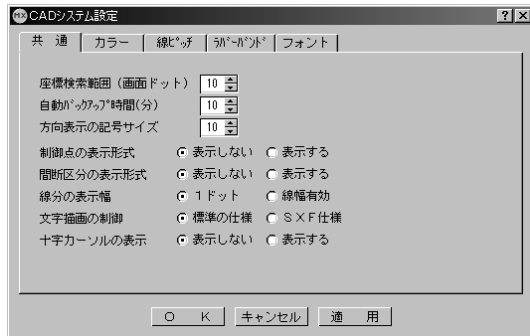 MX CADシステム設定
共 通 カラー 線ﾋﾟｯﾁ ﾗﾊﾞｰﾊﾞﾝﾄﾞ フォント
座標検索範囲（画面ドット） 10
自動ﾊﾞｯｸｱｯﾌﾟ時間(分) 10
方向表示の記号サイズ 10
制御点の表示形式 表示しない 表示する
間断区分の表示形式 表示しない 表示する
線分の表示幅 １ドット 線幅有効
文字描画の制御 標準の仕様 ＳＸＦ仕様
十字カーソルの表示 表示しない 表示する
Ｏ Ｋ キャンセル 適 用